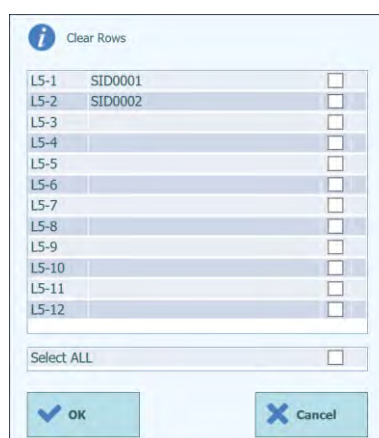 Clear Rows
L5-1 SID0001
L5-2 SID0002
L5-3
L5-4
L5-5
L5-6
L5-7
L5-8
L5-9
L5-10
L5-11
L5-12
Select ALL
OK
Cancel